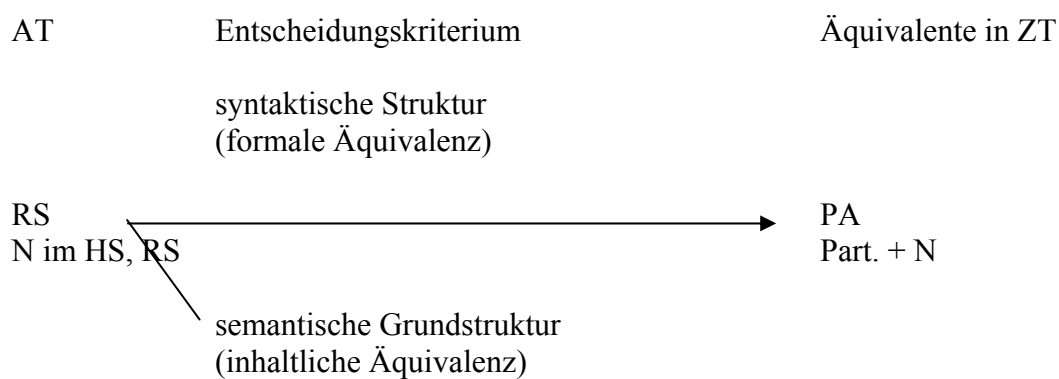 AT Entscheidungskriterium Äquivalente in ZT
syntaktische Struktur
(formale Äquivalenz)
RS PA
N im HS, RS Part. + N
semantische Grundstruktur
(inhaltliche Äquivalenz)